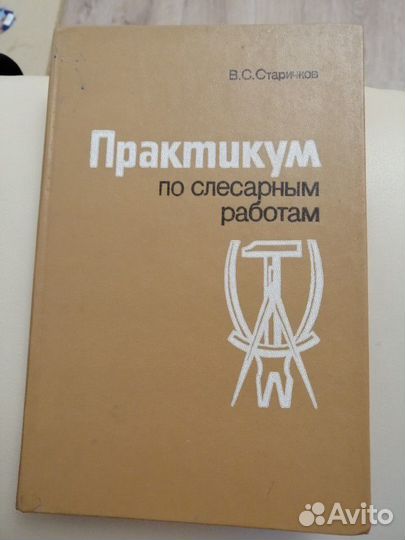 В.С.Старичков
Практикум
по слесарным
работам
Avito